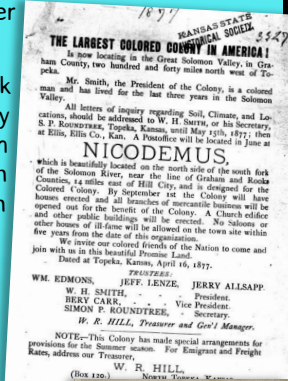 er
k
y
n
n
n
1877
KANSAS STATE
HISTORICAL SOCIETY
THE LARGEST COLORED COLONY IN AMERICA!
Is now locating in the Great Solomon Valley, in Gra-
ham County, two hundred and forty miles north west of To-
peka.
Mr. Smith, the President of the Colony, is a colored
man and has lived for the last three years in the Solomon
Valley.
All letters of inquiry regarding Soil, Climate, and Lo-
cations, should be addressed to W. H. SMITH, or his Secretary,
S. P. ROUNDTREE, Topeka, Kansas, until May 15th, 1877; then
at Ellis, Ellis Co., Kan. A Postoffice will be located in June at
NICODEMUS,
which is beautifully located on the north side of the south fork
of the Solomon River, near the line of Graham and Rooks
Counties, 14 miles east of Hill City, and is designed for the
Colored Colony. By September 1st the Colony will have
houses erected and all branches of mercantile business will be
opened out for the benefit of the Colony. A Church edifice
and other public buildings will be erected. No Saloons or
other houses of ill-fame will be allowed on the town site within
five years from the date of this organization.
We invite our colored friends of the Nation to come and
join with us in this beautiful Promise Land.
Dated at Topeka, Kansas, April 16, 1877.
TRUSTEES:
WM. EDMONS, JEFF. LENZE, JERRY ALLSAPP.
W. H. SMITH, President.
BERY CARR, Vice President.
SIMON P. ROUNDTREE, Secretary.
W. R. HILL, Treasurer and Gen'l Manager.
NOTE:—This Colony has made special arrangements for
provisions for the Summer season. For Emigrant and Freight
Rates, address our Treasurer,
W. R. HILL,
(Box 120.) NORTH TOPEKA, KANSAS